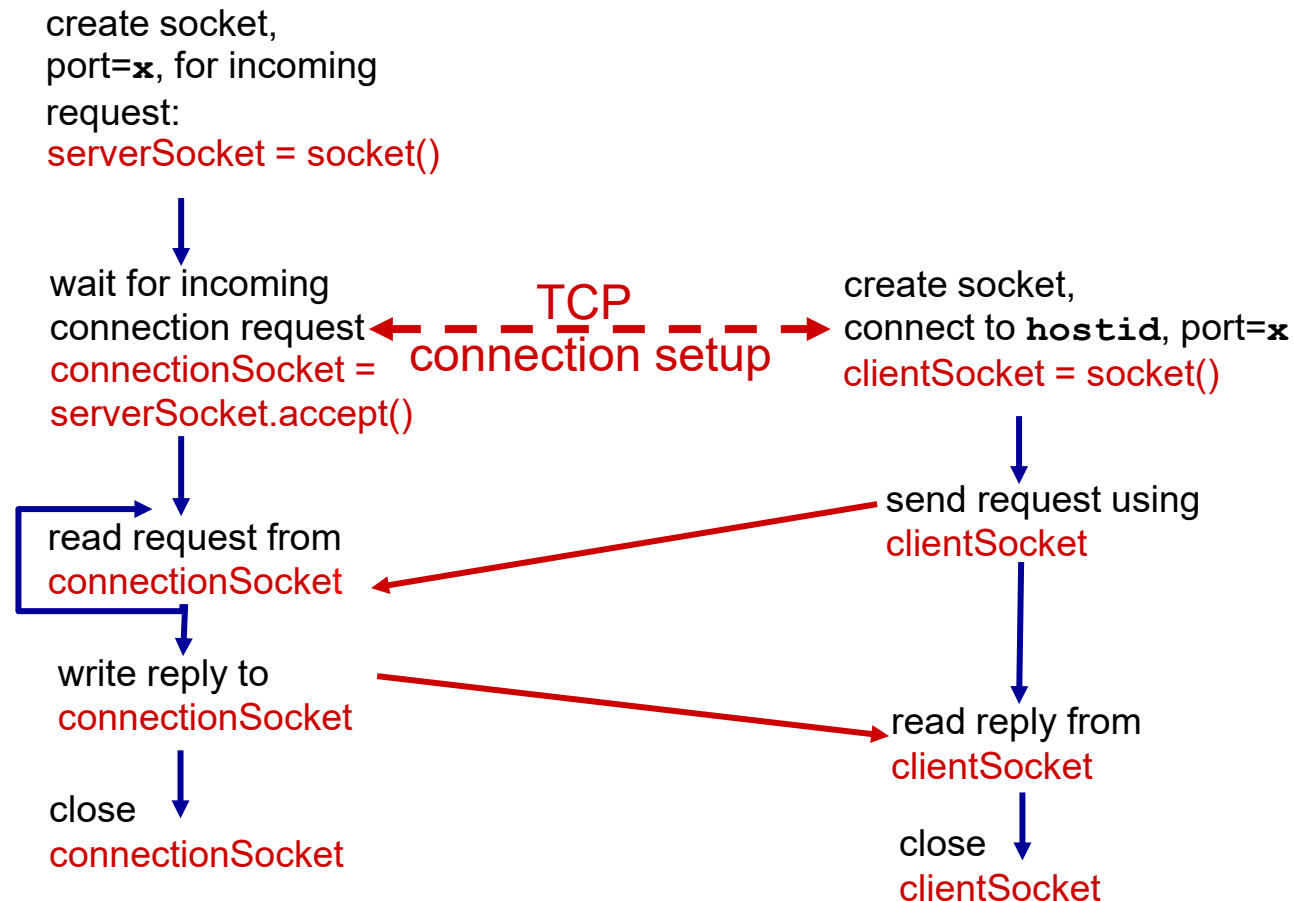 create socket,
port=x, for incoming
request:
serverSocket = socket()
wait for incoming
connection request
connectionSocket =
serverSocket.accept()
TCP
connection setup
create socket,
connect to hostid, port=x
clientSocket = socket()
send request using
clientSocket
read request from
connectionSocket
write reply to
connectionSocket
read reply from
clientSocket
close
connectionSocket
close
clientSocket